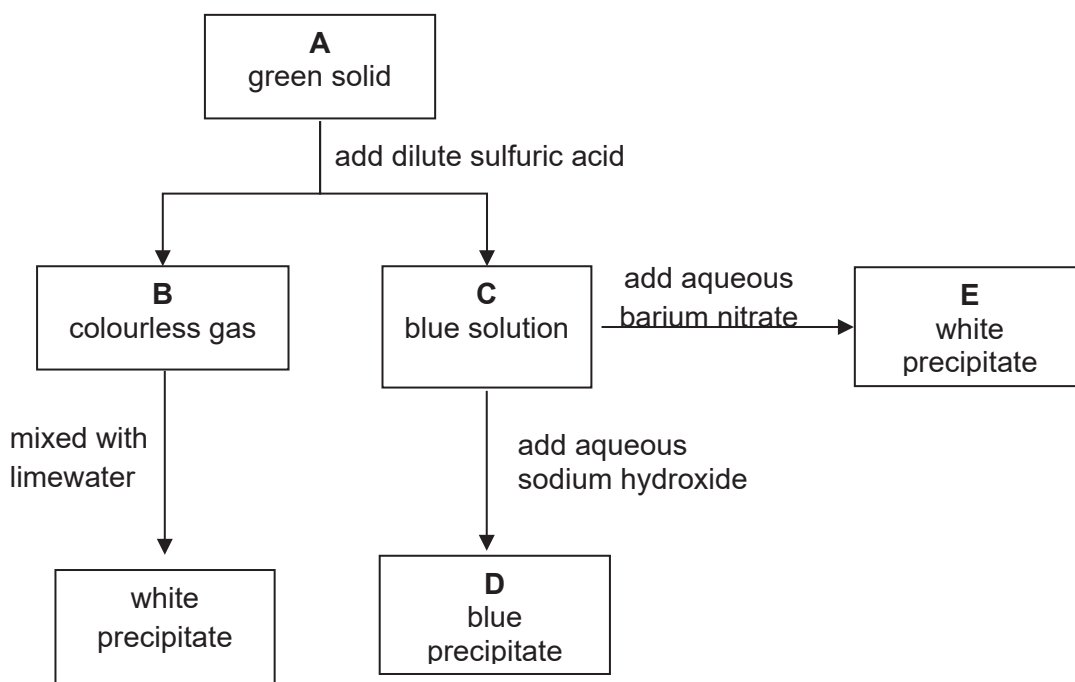 A
green solid
add dilute sulfuric acid
B
colourless gas
C
blue solution
add aqueous
barium nitrate
E
white
precipitate
mixed with
limewater
add aqueous
sodium hydroxide
white
precipitate
D
blue
precipitate